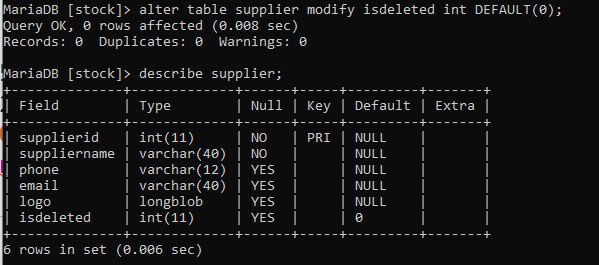 MariaDB [stock]> alter table supplier modify isdeleted int DEFAULT(0);
Query OK, 0 rows affected (0.008 sec)
Records: 0  Duplicates: 0  Warnings: 0

MariaDB [stock]> describe supplier;
+--------------+-------------+------+-----+---------+-------+
| Field        | Type        | Null | Key | Default | Extra |
+--------------+-------------+------+-----+---------+-------+
| supplierid   | int(11)     | NO   | PRI | NULL    |       |
| suppliername | varchar(40) | NO   |     | NULL    |       |
| phone        | varchar(12) | YES  |     | NULL    |       |
| email        | varchar(40) | YES  |     | NULL    |       |
| logo         | longblob    | YES  |     | NULL    |       |
| isdeleted    | int(11)     | YES  |     | 0       |       |
+--------------+-------------+------+-----+---------+-------+
6 rows in set (0.006 sec)